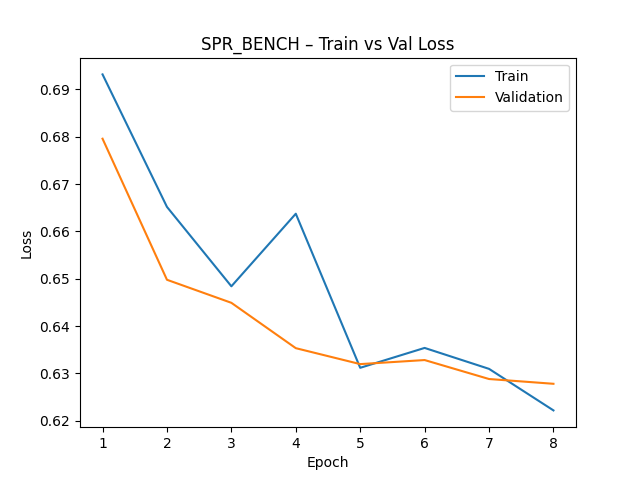 SPR_BENCH – Train vs Val Loss
Train
Validation
0.69
0.68
0.67
0.66
0.65
0.64
0.63
0.62
Loss
1 2 3 4 5 6 7 8
Epoch